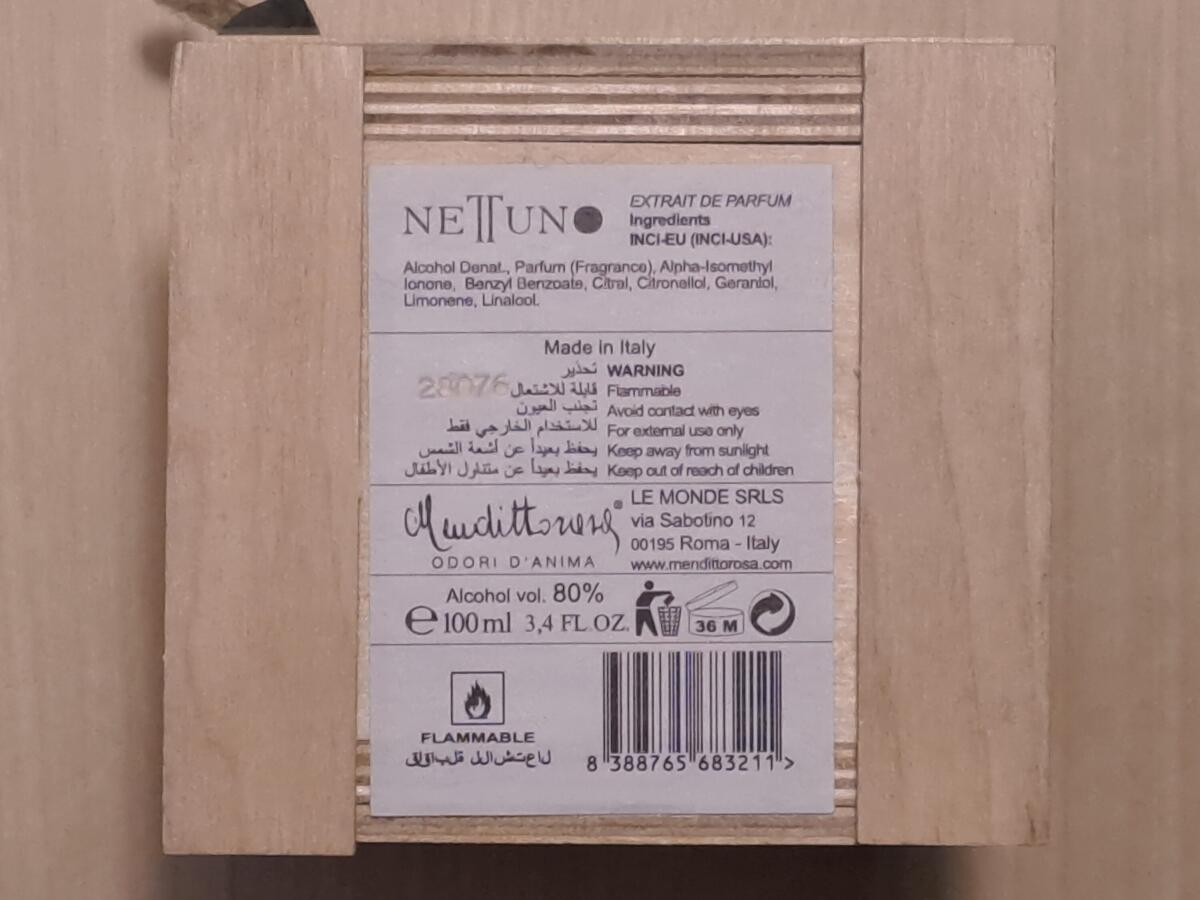 NETTUNO
EXTRAIT DE PARFUM
Ingredients
INCI-EU (INCI-USA):
Alcohol Denat., Parfum (Fragrance), Alpha-Isomethyl
Ionone, Benzyl Benzoate, Citral, Citronellol, Geraniol,
Limonene, Linalool.
Made in Italy
تحذير WARNING
28076 قابلة للاشتعال Flammable
تجنب العيون Avoid contact with eyes
للاستخدام الخارجي فقط For external use only
يحفظ بعيداً عن أشعة الشمس Keep away from sunlight
يحفظ بعيداً عن متناول الأطفال Keep out of reach of children
Mendittorosa®
ODORI D'ANIMA
LE MONDE SRLS
via Sabotino 12
00195 Roma - Italy
www.mendittorosa.com
Alcohol vol. 80%
℮ 100 ml 3,4 FL OZ.
36 M
FLAMMABLE
لاعتشالل ةلباقلا
8 388765 683211 >